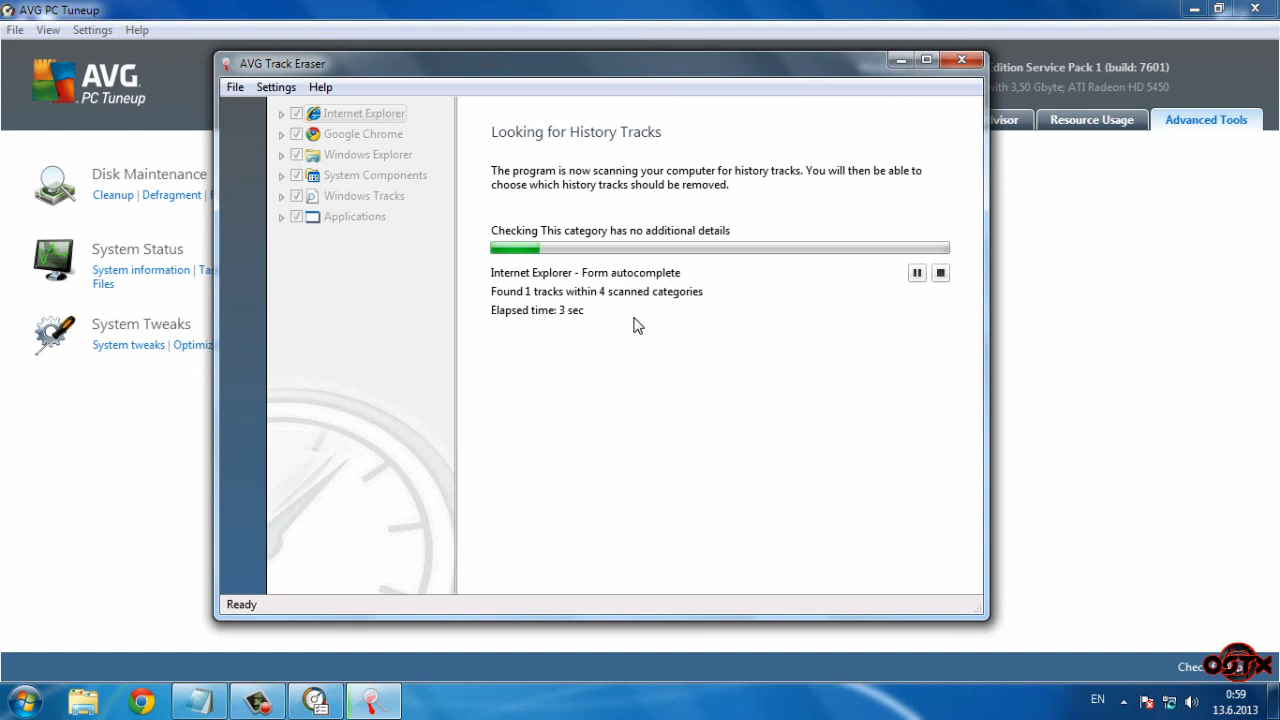 AVG PC Tuneup
File View Settings Help
AVG
PC Tuneup
dition Service Pack 1 (build: 7601)
with 3,50 Gbyte; ATI Radeon HD 5450
visor Resource Usage Advanced Tools
Disk Maintenance
Cleanup | Defragment |
System Status
System information | Tas
Files
System Tweaks
System tweaks | Optimiz
AVG Track Eraser
File Settings Help
Internet Explorer
Google Chrome
Windows Explorer
System Components
Windows Tracks
Applications
Looking for History Tracks
The program is now scanning your computer for history tracks. You will then be able to
choose which history tracks should be removed.
Checking This category has no additional details
Internet Explorer - Form autocomplete
Found 1 tracks within 4 scanned categories
Elapsed time: 3 sec
Ready
Chec
OSTX
EN
0:59
13.6.2013